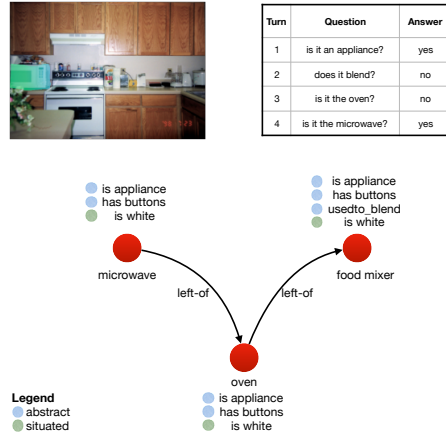 Turn Question Answer
1 is it an appliance? yes
2 does it blend? no
3 is it the oven? no
4 is it the microwave? yes
is appliance
has buttons
is white
microwave
is appliance
has buttons
usedto_blend
is white
food mixer
left-of
left-of
oven
is appliance
has buttons
is white
Legend
abstract
situated